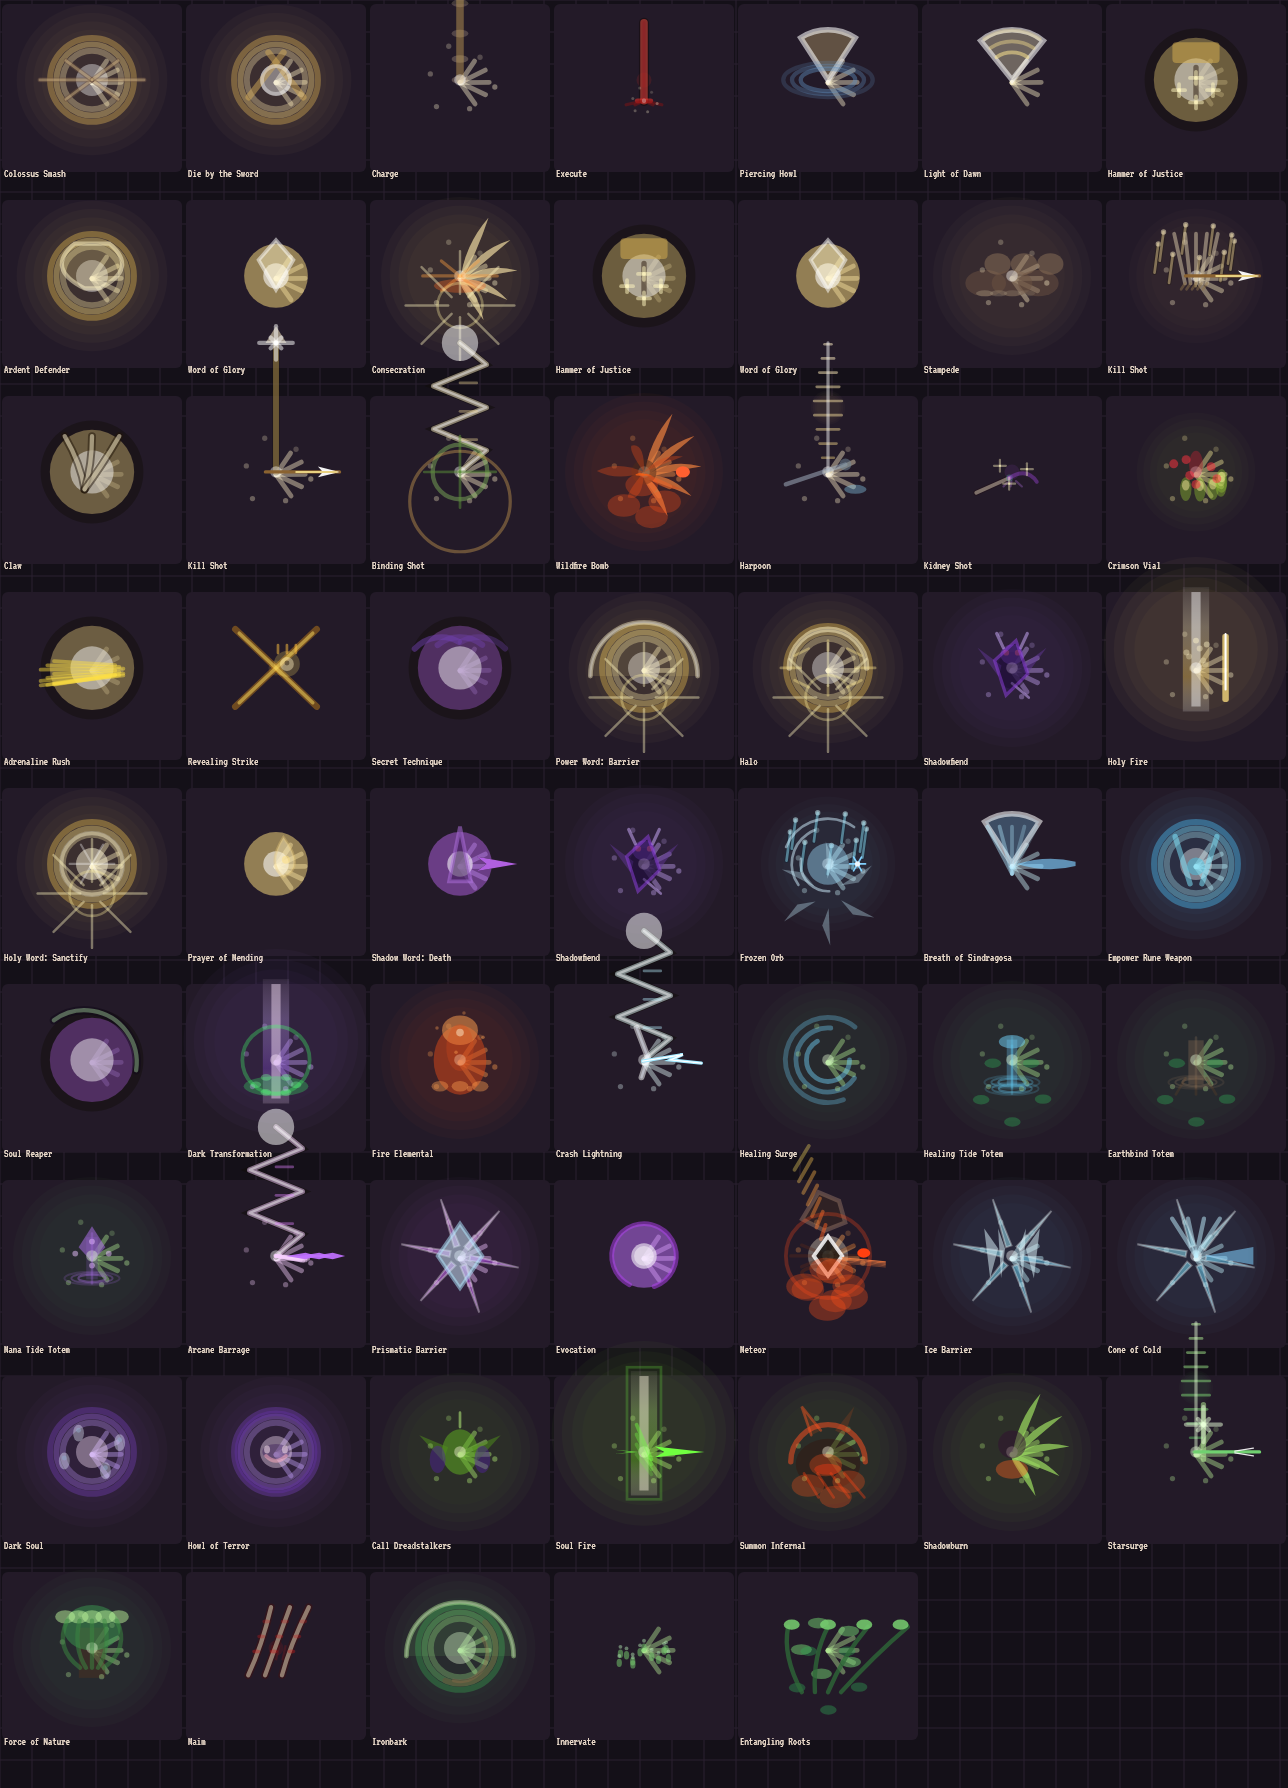 Colossus Smash
Die by the Sword
Charge
Execute
Piercing Howl
Light of Dawn
Hammer of Justice
Ardent Defender
Word of Glory
Consecration
Hammer of Justice
Word of Glory
Stampede
Kill Shot
Claw
Kill Shot
Binding Shot
Wildfire Bomb
Harpoon
Kidney Shot
Crimson Vial
Adrenaline Rush
Revealing Strike
Secret Technique
Power Word: Barrier
Halo
Shadowfiend
Holy Fire
Holy Word: Sanctify
Prayer of Mending
Shadow Word: Death
Shadowfiend
Frozen Orb
Breath of Sindragosa
Empower Rune Weapon
Soul Reaper
Dark Transformation
Fire Elemental
Crash Lightning
Healing Surge
Healing Tide Totem
Earthbind Totem
Mana Tide Totem
Arcane Barrage
Prismatic Barrier
Evocation
Meteor
Ice Barrier
Cone of Cold
Dark Soul
Howl of Terror
Call Dreadstalkers
Soul Fire
Summon Infernal
Shadowburn
Starsurge
Force of Nature
Maim
Ironbark
Innervate
Entangling Roots